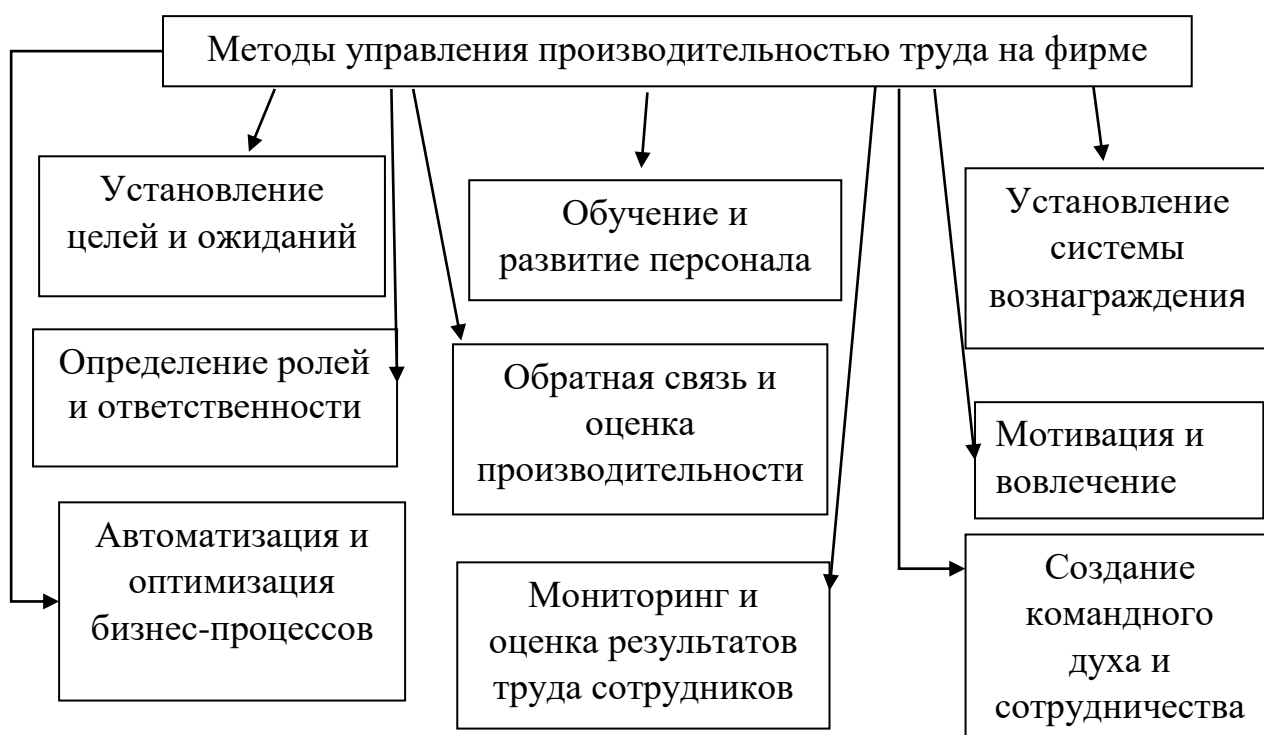 Методы управления производительностью труда на фирме
Установление
целей и ожиданий
Обучение и
развитие персонала
Установление
системы
вознаграждения
Определение ролей
и ответственности
Обратная связь и
оценка
производительности
Мотивация и
вовлечение
Автоматизация и
оптимизация
бизнес-процессов
Мониторинг и
оценка результатов
труда сотрудников
Создание
командного
духа и
сотрудничества